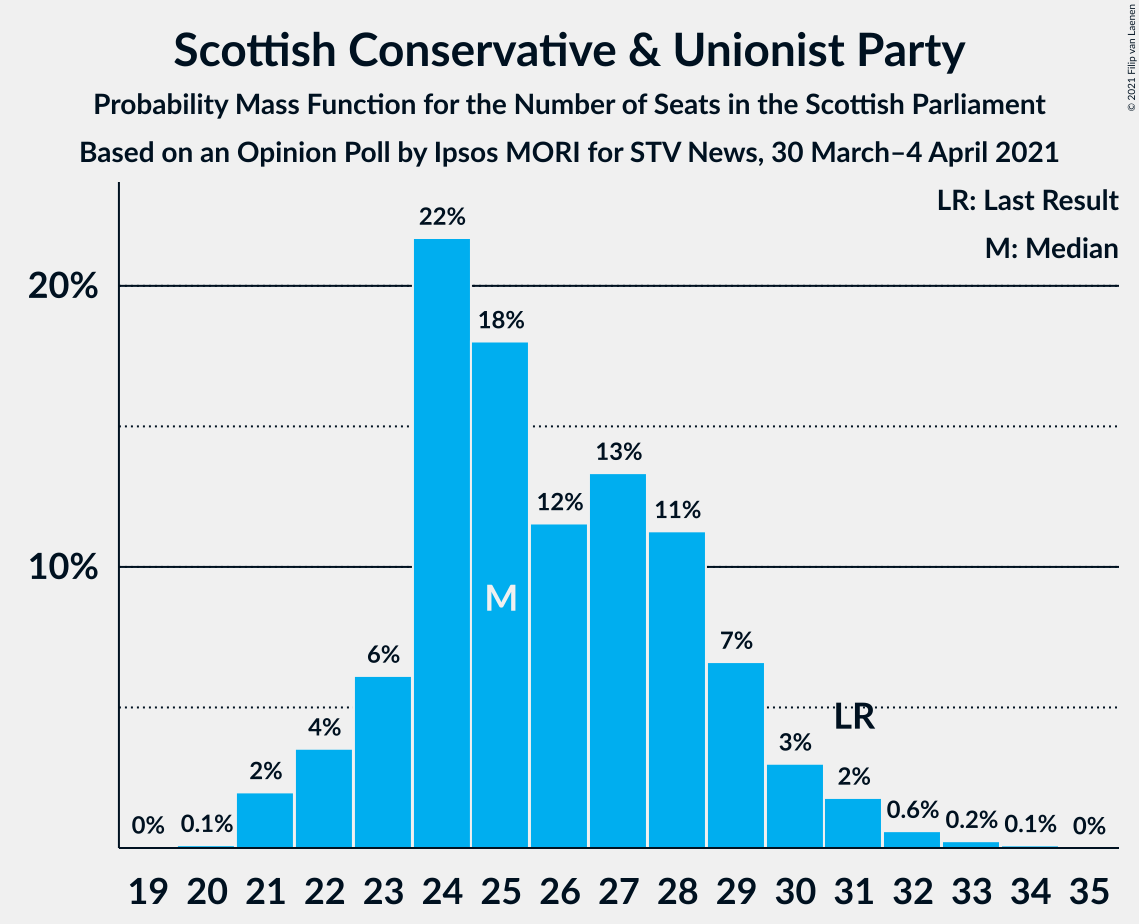 Scottish Conservative & Unionist Party
Probability Mass Function for the Number of Seats in the Scottish Parliament
Based on an Opinion Poll by Ipsos MORI for STV News, 30 March–4 April 2021
© 2021 Filip van Laenen
LR: Last Result
M: Median
20%
10%
0%
0.1%
2%
4%
6%
22%
18%
12%
13%
11%
7%
3%
2%
0.6%
0.2%
0.1%
0%
M
LR
19 20 21 22 23 24 25 26 27 28 29 30 31 32 33 34 35